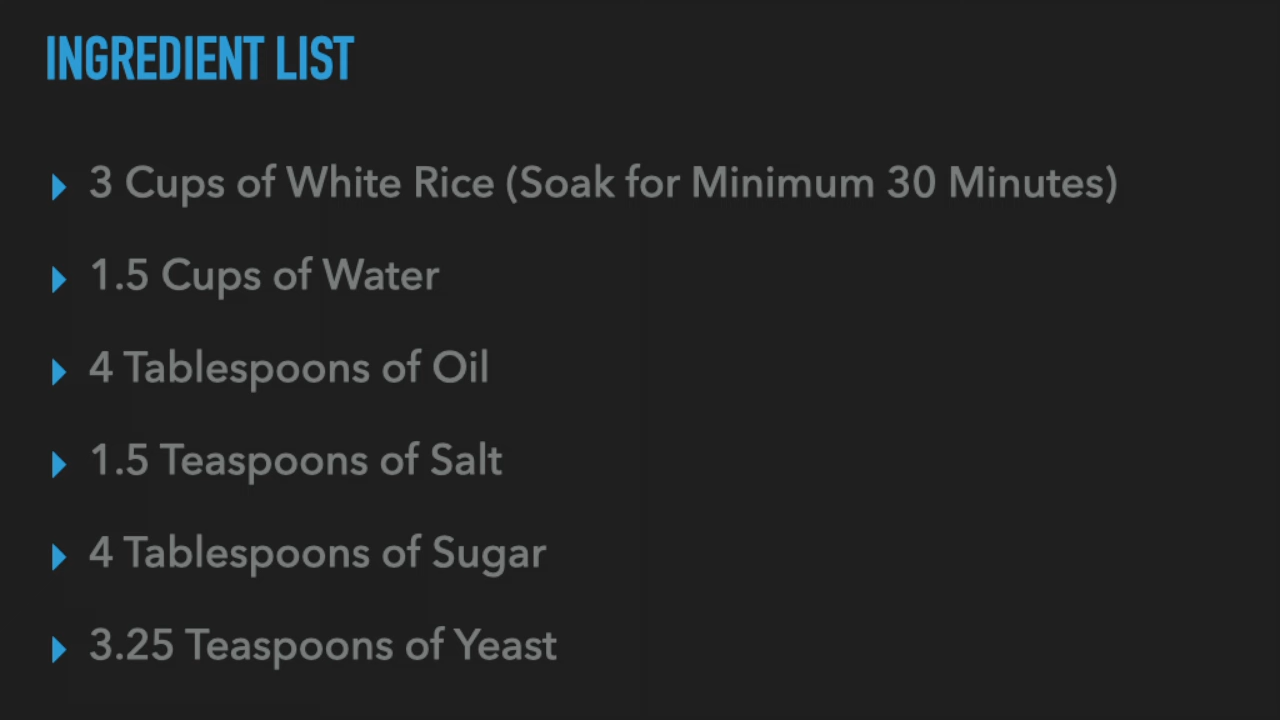 INGREDIENT LIST
3 Cups of White Rice (Soak for Minimum 30 Minutes)
1.5 Cups of Water
4 Tablespoons of Oil
1.5 Teaspoons of Salt
4 Tablespoons of Sugar
3.25 Teaspoons of Yeast